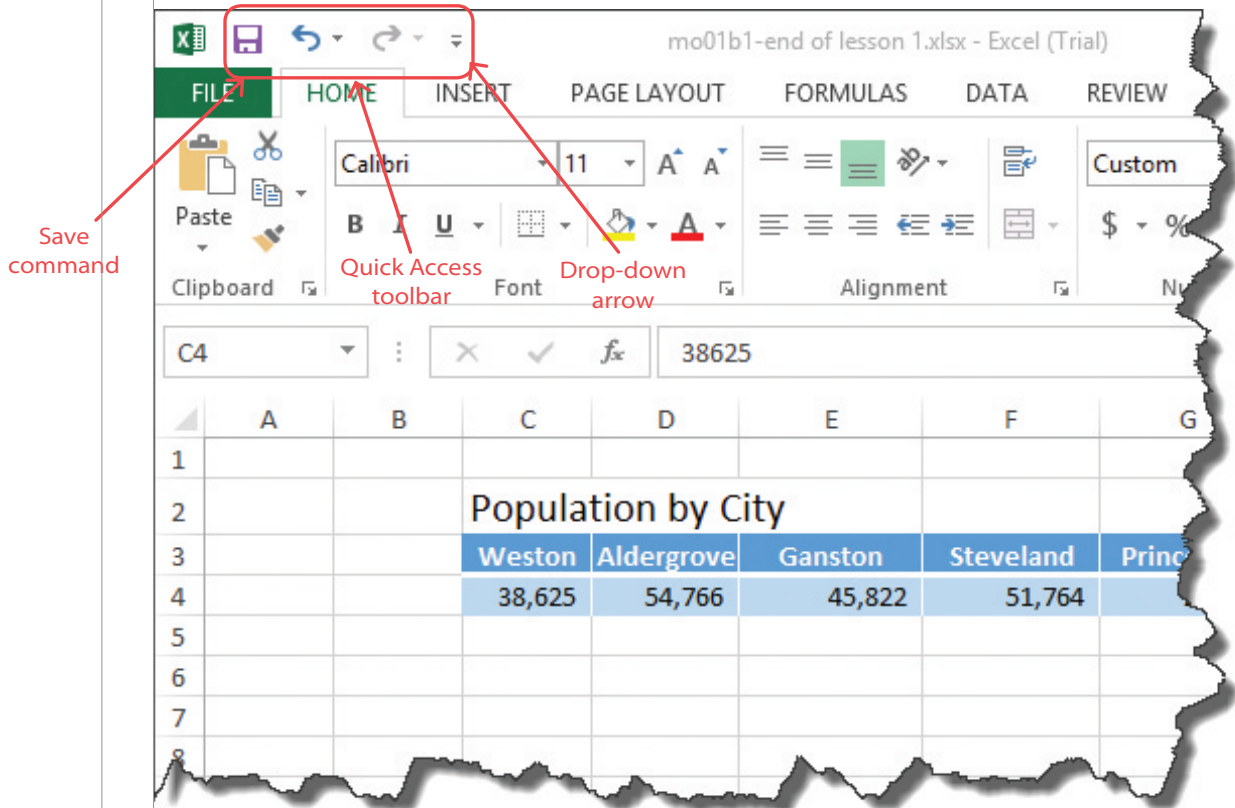 mo01b1-end of lesson 1.xlsx - Excel (Trial)
FILE HOME INSERT PAGE LAYOUT FORMULAS DATA REVIEW
Calibri 11 A A Custom
Paste B I U A $ %
Save
command
Quick Access
toolbar
Drop-down
arrow
Clipboard Font Alignment
C4 fx 38625
A B C D E F G
1
2 Population by City
3 Weston Aldergrove Ganston Steveland
4 38,625 54,766 45,822 51,764
5
6
7
8